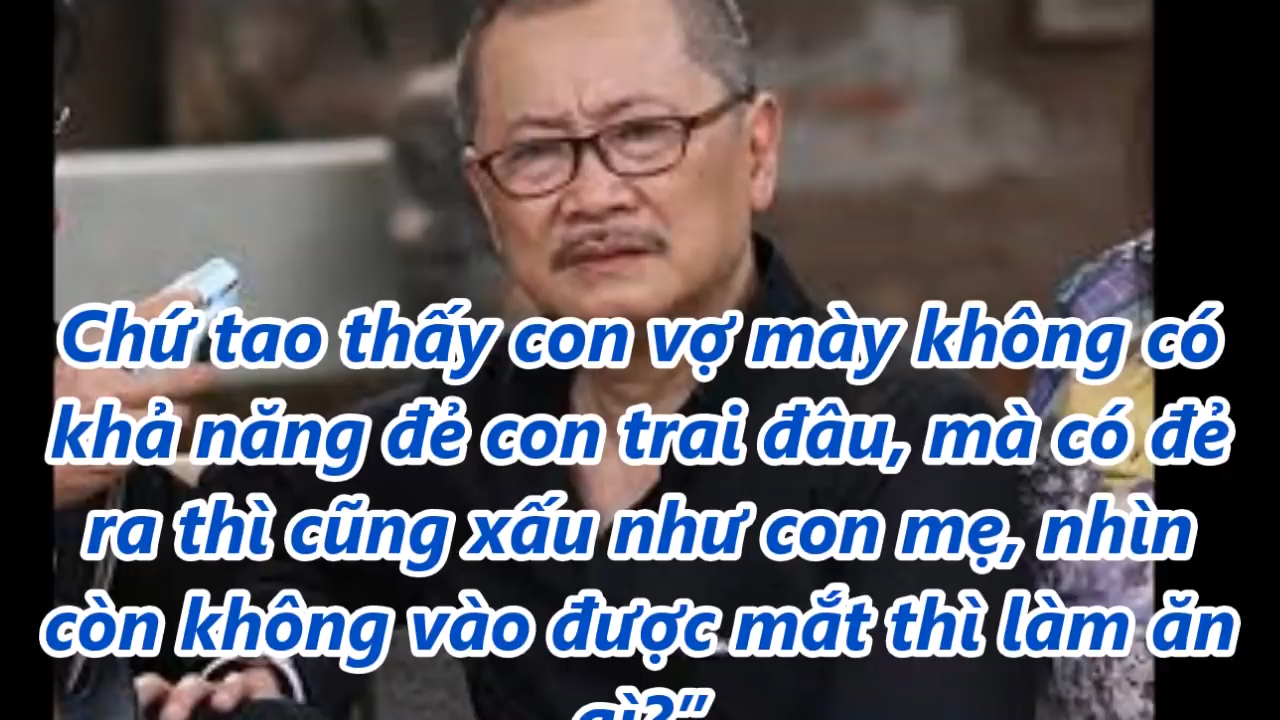 Chứ tao thấy con vợ mày không có
khả năng đẻ con trai đâu, mà có đẻ
ra thì cũng xấu như con mẹ, nhìn
còn không vào được mắt thì làm ăn
gì?”